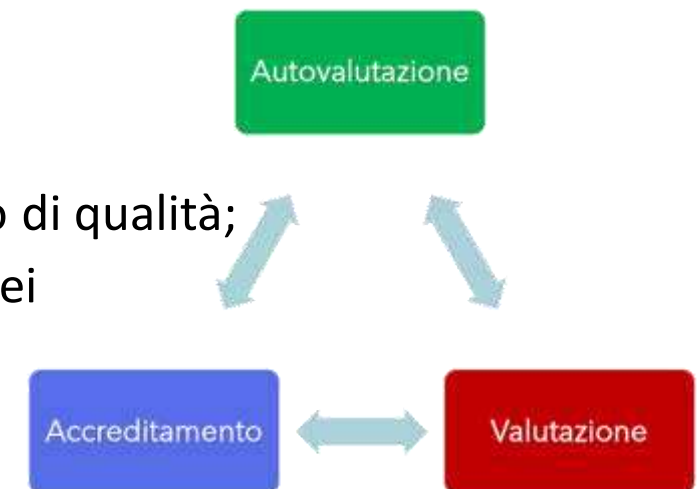 Autovalutazione
di qualità;
ei
Accreditamento
Valutazione